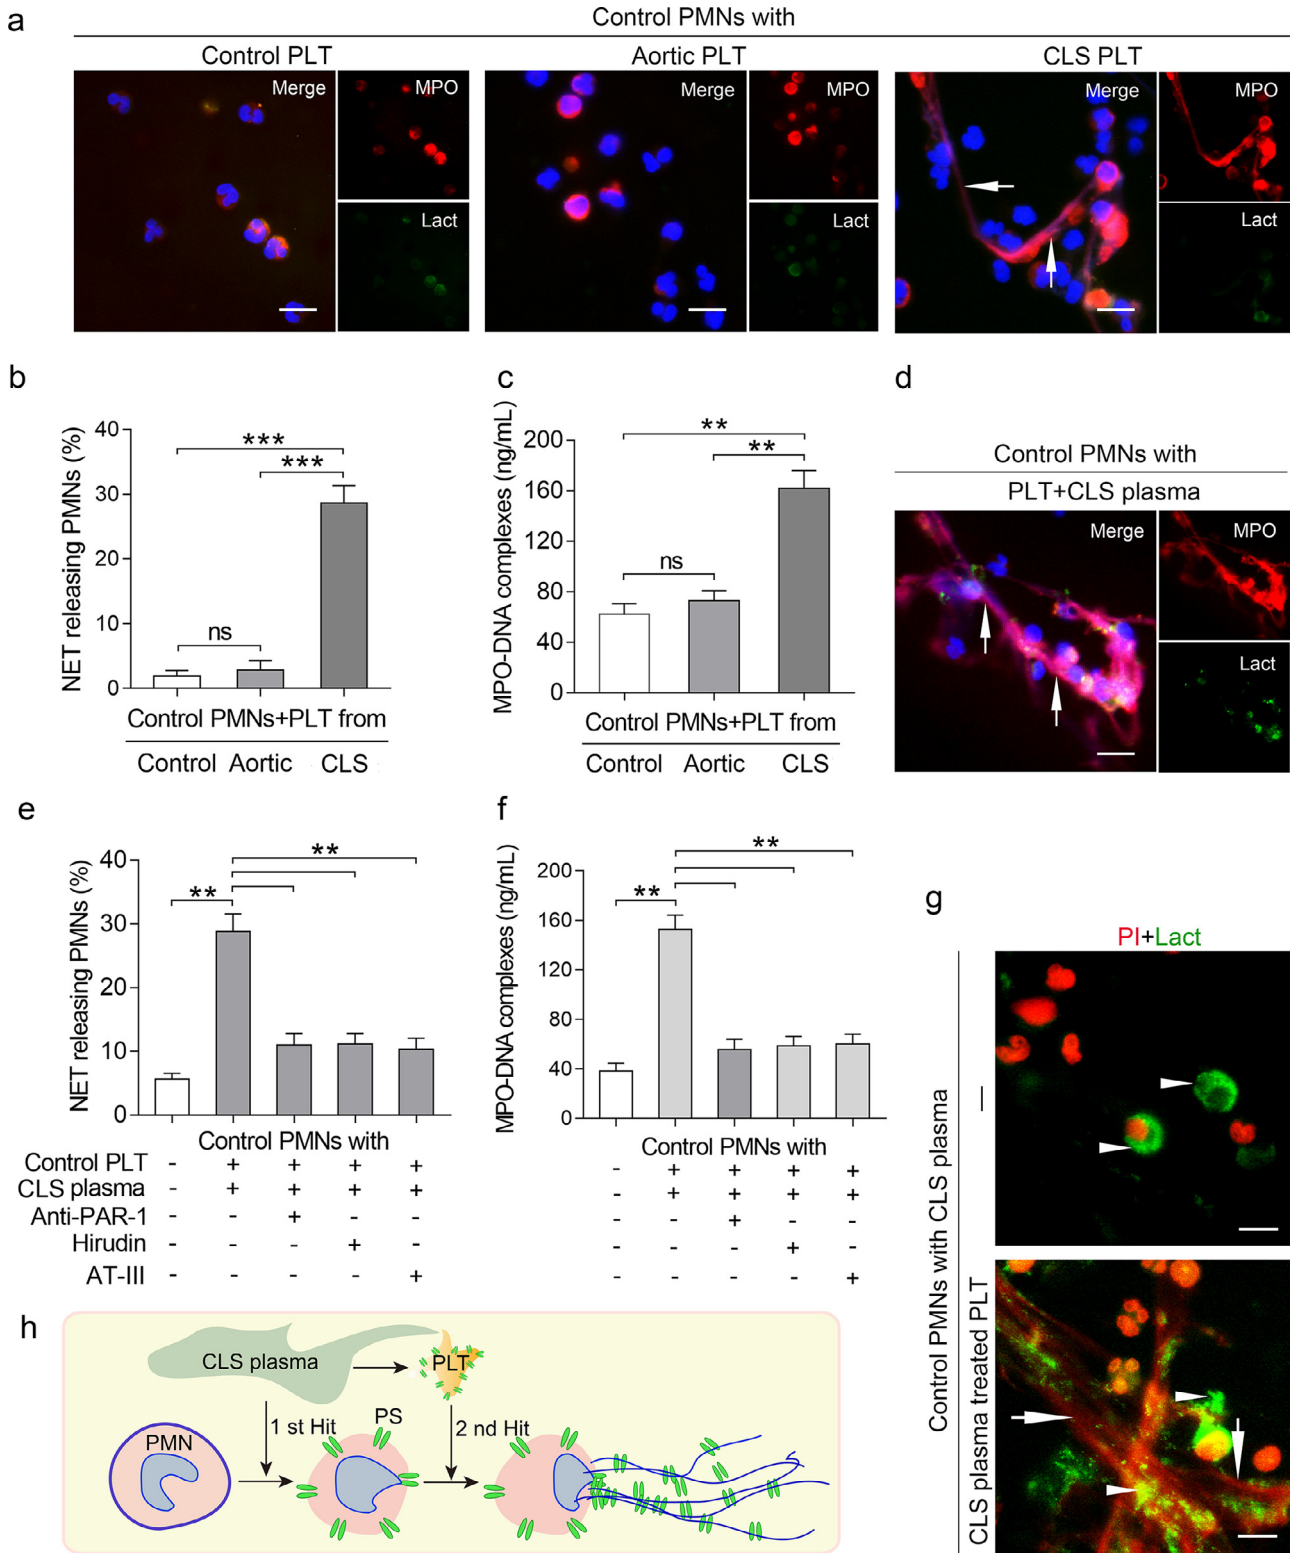 a
Control PMNs with
Control PLT
Aortic PLT
CLS PLT
Merge
MPO
Lact
Merge
MPO
Lact
Merge
MPO
Lact
b
NET releasing PMNs (%)
40
30
20
10
0
***
***
ns
Control PMNs+PLT from
Control Aortic CLS
c
MPO-DNA complexes (ng/mL)
200
160
120
80
40
0
**
**
ns
Control PMNs+PLT from
Control Aortic CLS
d
Control PMNs with
PLT+CLS plasma
Merge
MPO
Lact
e
NET releasing PMNs (%)
40
30
20
10
0
**
**
Control PMNs with
Control PLT - + + + +
CLS plasma - + + + +
Anti-PAR-1 - - + - -
Hirudin - - - + -
AT-III - - - - +
f
MPO-DNA complexes (ng/mL)
200
160
120
80
40
0
**
**
Control PMNs with
- + + + +
- + + + +
- - + - -
- - - + -
- - - - +
g
PI+Lact
Control PMNs with CLS plasma
—
CLS plasma treated PLT
h
CLS plasma
PLT
1 st Hit
PS
2 nd Hit
PMN